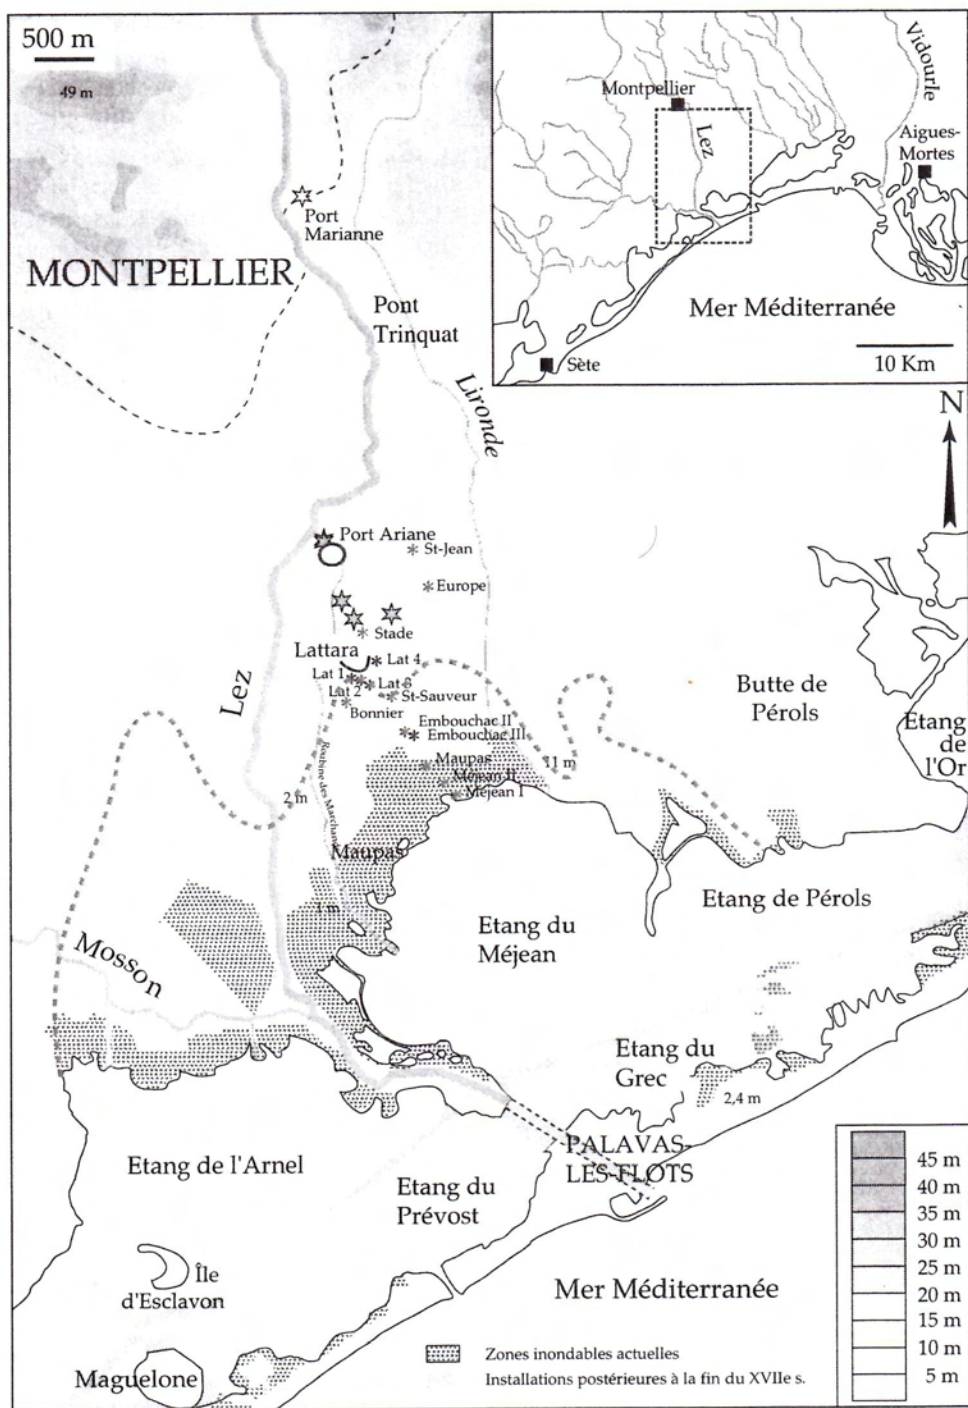 500 m
49 m
Port
Marianne
MONTPELLIER
Pont
Trinquat
Lironde
Montpellier
Lez
Vidourle
Aigues-
Mortes
Mer Méditerranée
Sète
10 Km
N
Port Ariane
St-Jean
Europe
Stade
Lattara
Lat 4
Lat 1
Lat 3
Lat 2
St-Sauveur
Bonnier
Embouchac II
Embouchac III
Lez
Maupas
Méjean II
Méjean I
1 m
2 m
Roubine des Marchands
Butte de
Pérols
Etang
de
l'Or
Maupas
1 m
Etang du
Méjean
Etang de Pérols
Mosson
Etang du
Grec
2,4 m
PALAVAS-
LES-FLOTS
Etang de l'Arnel
Etang du
Prévost
Île
d'Esclavon
Mer Méditerranée
Maguelone
Zones inondables actuelles
Installations postérieures à la fin du XVIIe s.
45 m
40 m
35 m
30 m
25 m
20 m
15 m
10 m
5 m